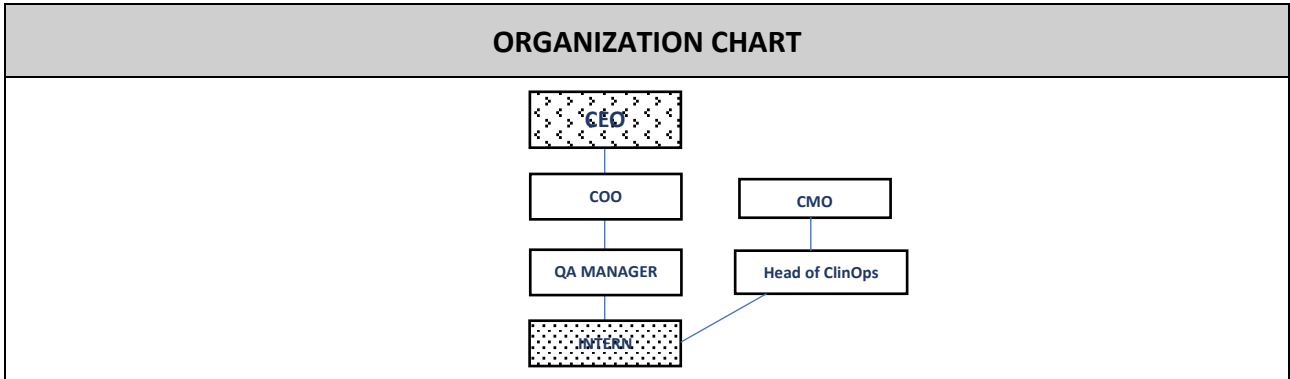 ORGANIZATION CHART
CEO
COO
CMO
QA MANAGER
Head of ClinOps
INTERN